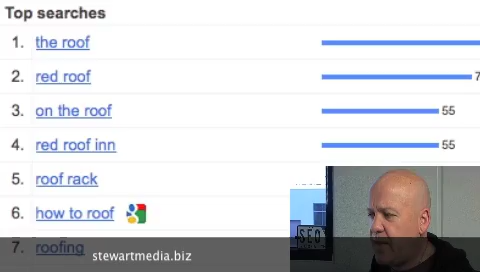 Top searches
1. the roof
2. red roof
3. on the roof 55
4. red roof inn 55
5. roof rack
6. how to roof
7. roofing
stewartmedia.biz
SEO